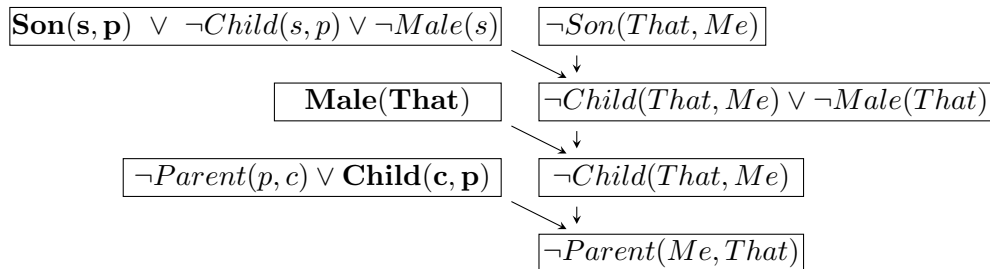 Son(s, p) ∨ ¬Child(s, p) ∨ ¬Male(s) ¬Son(That, Me)
Male(That) ¬Child(That, Me) ∨ ¬Male(That)
¬Parent(p, c) ∨ Child(c, p) ¬Child(That, Me)
¬Parent(Me, That)